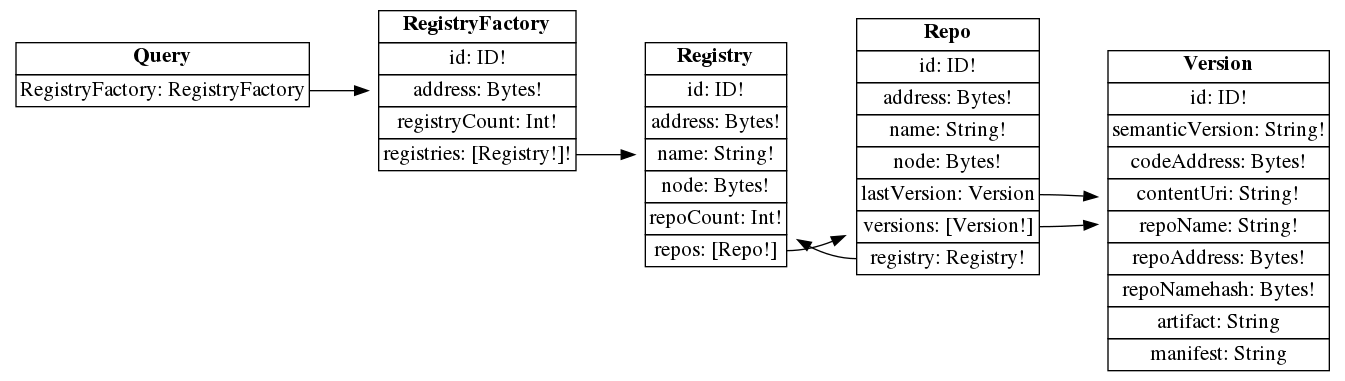 Query
RegistryFactory: RegistryFactory
RegistryFactory
id: ID!
address: Bytes!
registryCount: Int!
registries: [Registry!]!
Registry
id: ID!
address: Bytes!
name: String!
node: Bytes!
repoCount: Int!
repos: [Repo!]
Repo
id: ID!
address: Bytes!
name: String!
node: Bytes!
lastVersion: Version
versions: [Version!]
registry: Registry!
Version
id: ID!
semanticVersion: String!
codeAddress: Bytes!
contentUri: String!
repoName: String!
repoAddress: Bytes!
repoNamehash: Bytes!
artifact: String
manifest: String